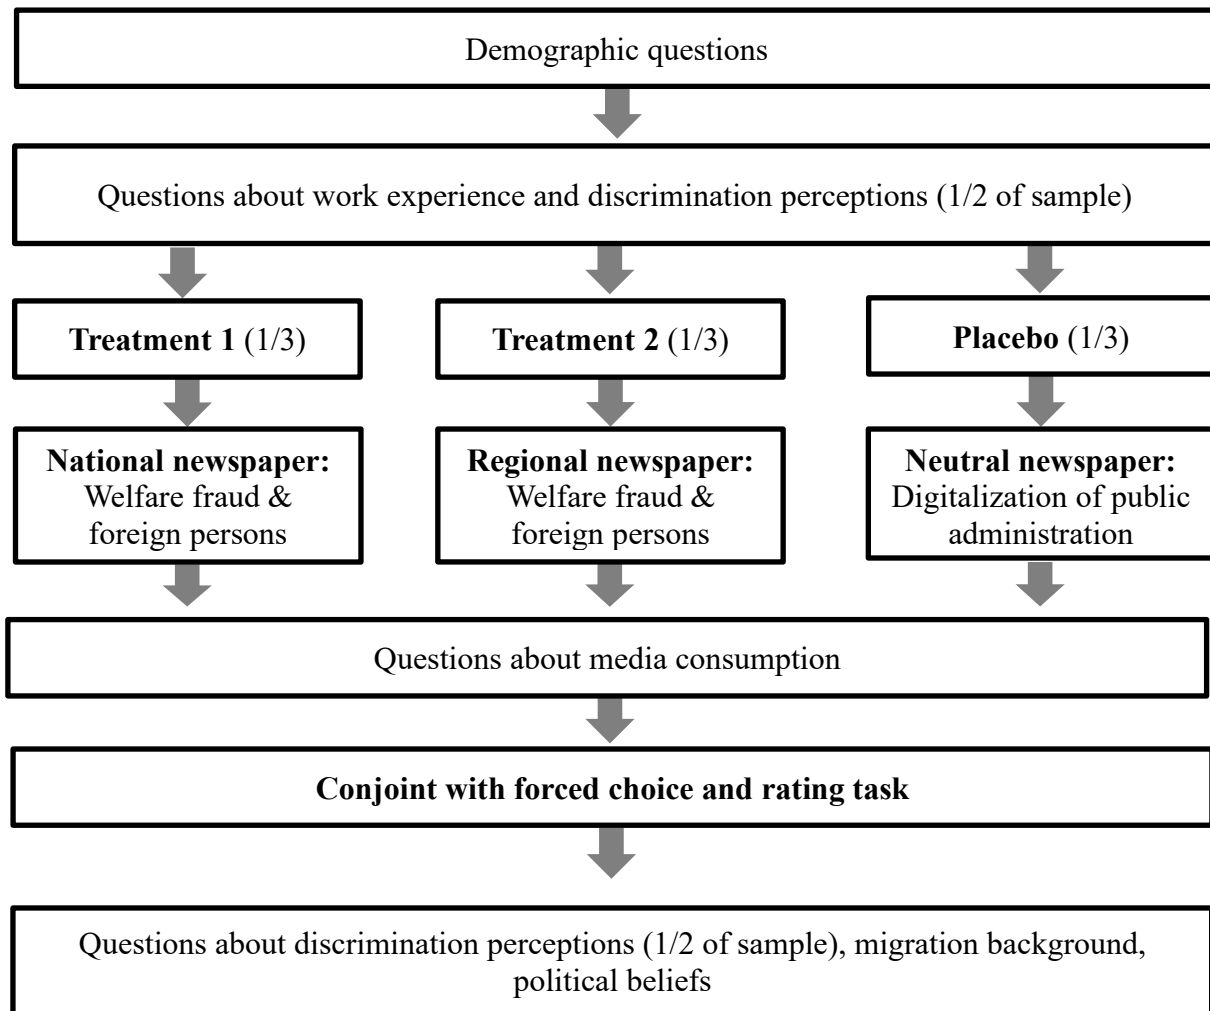 Demographic questions
Questions about work experience and discrimination perceptions (1/2 of sample)
Treatment 1 (1/3)
Treatment 2 (1/3)
Placebo (1/3)
National newspaper:
Welfare fraud &
foreign persons
Regional newspaper:
Welfare fraud &
foreign persons
Neutral newspaper:
Digitalization of public
administration
Questions about media consumption
Conjoint with forced choice and rating task
Questions about discrimination perceptions (1/2 of sample), migration background,
political beliefs